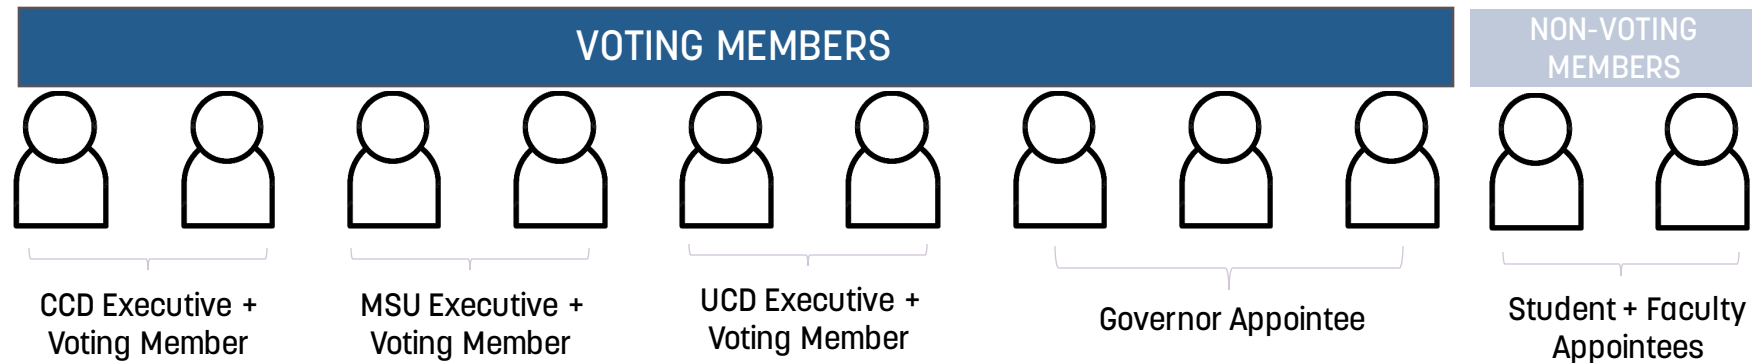 VOTING MEMBERS
NON-VOTING
MEMBERS
CCD Executive +
Voting Member
MSU Executive +
Voting Member
UCD Executive +
Voting Member
Governor Appointee
Student + Faculty
Appointees